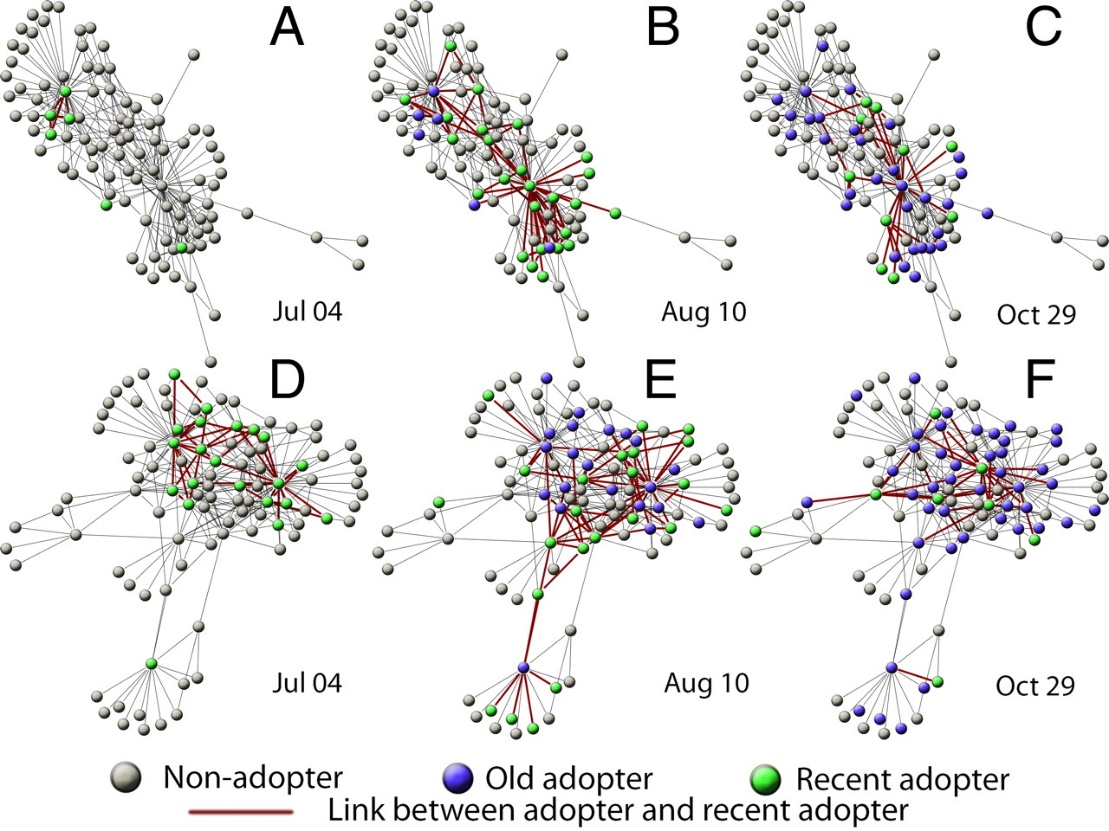 A
B
C
Jul 04
Aug 10
Oct 29
D
E
F
Jul 04
Aug 10
Oct 29
Non-adopter
Old adopter
Recent adopter
Link between adopter and recent adopter